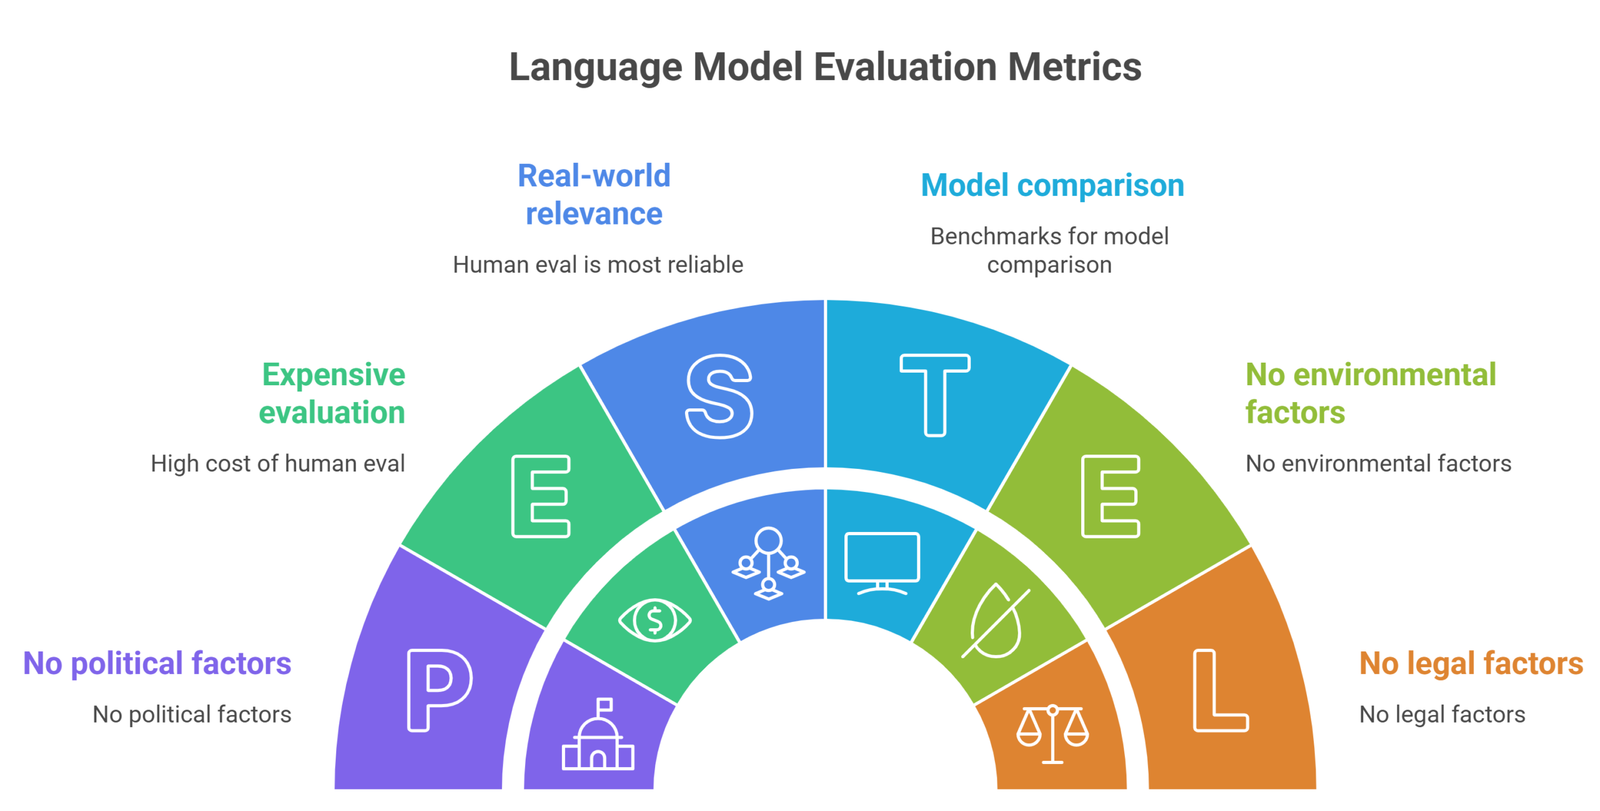 Language Model Evaluation Metrics
Real-world
relevance
Human eval is most reliable
Model comparison
Benchmarks for model
comparison
Expensive
evaluation
High cost of human eval
No environmental
factors
No environmental factors
No political factors
No political factors
No legal factors
No legal factors
P
E
S
T
E
L
$